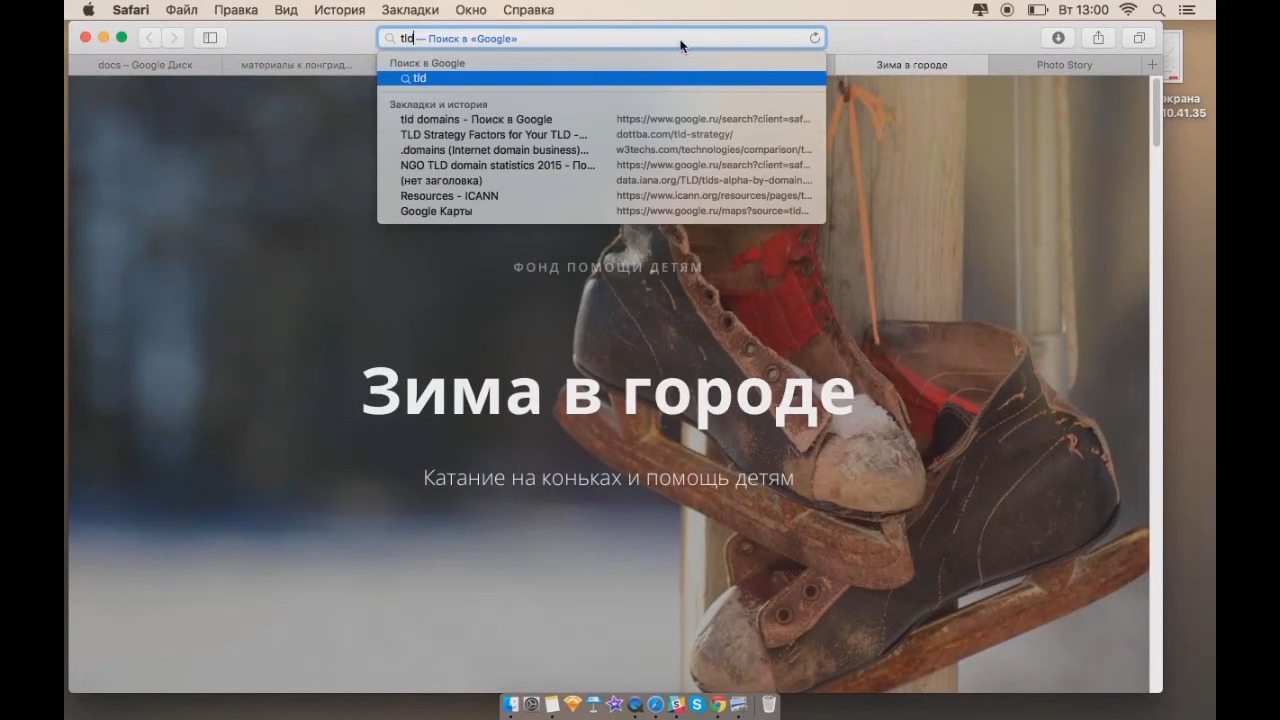 Safari Файл Правка Вид История Закладки Окно Справка Вт 13:00
tld — Поиск в «Google»
docs – Google Диск материалы к лонгрид... Зима в городе Photo Story
Поиск в Google
tld
Закладки и история
tld domains - Поиск в Google https://www.google.ru/search?client=saf...
TLD Strategy Factors for Your TLD -... dottba.com/tld-strategy/
.domains (Internet domain business)... w3techs.com/technologies/comparison/t...
NGO TLD domain statistics 2015 - По... https://www.google.ru/search?client=saf...
(нет заголовка) data.iana.org/TLD/tlds-alpha-by-domain....
Resources - ICANN https://www.icann.org/resources/pages/t...
Google Карты https://www.google.ru/maps?source=tld...
экрана
10.41.35
ФОНД ПОМОЩИ ДЕТЯМ
Зима в городе
Катание на коньках и помощь детям